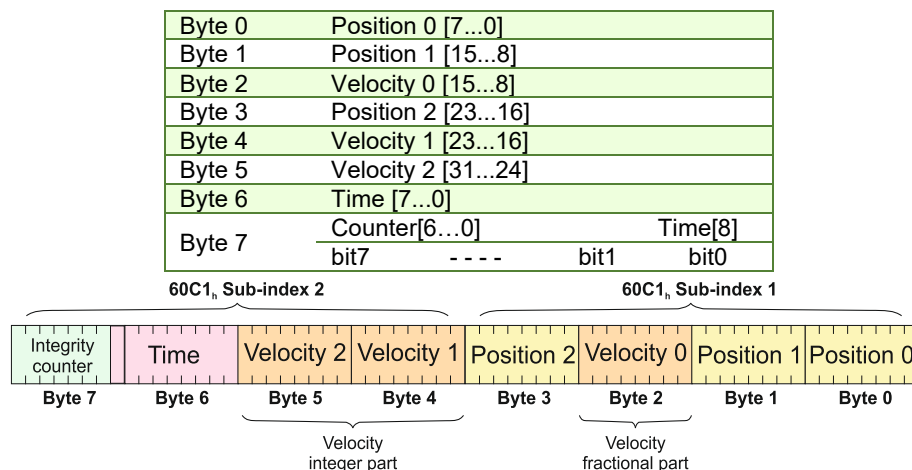 Byte 0 Position 0 [7...0]
Byte 1 Position 1 [15...8]
Byte 2 Velocity 0 [15...8]
Byte 3 Position 2 [23...16]
Byte 4 Velocity 1 [23...16]
Byte 5 Velocity 2 [31...24]
Byte 6 Time [7...0]
Byte 7 Counter[6…0] Time[8]
bit7 - - - - bit1 bit0
60C1h Sub-index 2 60C1h Sub-index 1
Integrity counter Time Velocity 2 Velocity 1 Position 2 Velocity 0 Position 1 Position 0
Byte 7 Byte 6 Byte 5 Byte 4 Byte 3 Byte 2 Byte 1 Byte 0
Velocity Velocity
integer part fractional part